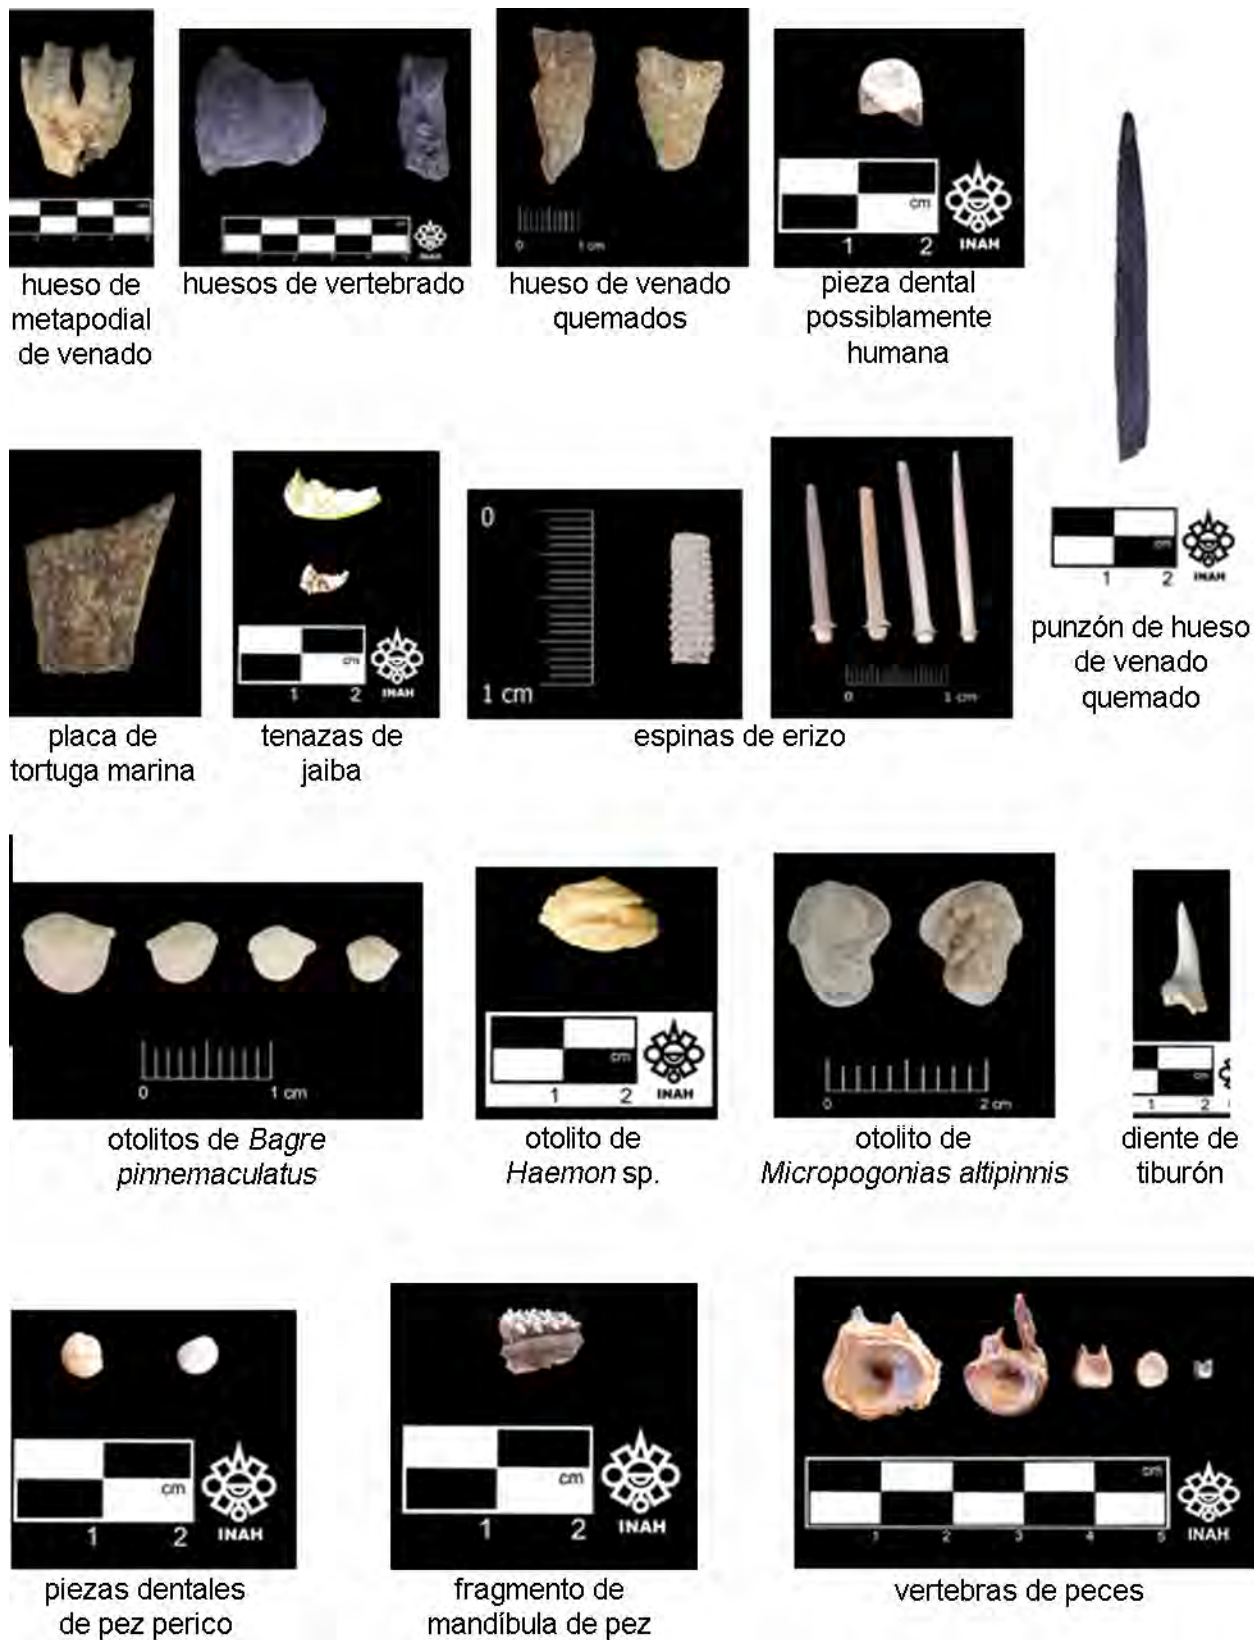 cm
cm
INAH
0 1 cm
cm
1 2 INAH
hueso de
metapodial
de venado
huesos de vertebrado
hueso de venado
quemados
pieza dental
possiblamente
humana
cm
1 2 INAH
punzón de hueso
de venado
quemado
cm
1 2 INAH
0
1 cm
0 1 cm
placa de
tortuga marina
tenazas de
jaiba
espinas de erizo
0 1 cm
cm
1 2 INAH
0 2 cm
cm
1 2
otolitos de Bagre
pinnemaculatus
otolito de
Haemon sp.
otolito de
Micropogonias altipinnis
diente de
tiburón
cm
1 2 INAH
cm
1 2 INAH
cm
1 2 3 4 5 INAH
piezas dentales
de pez perico
fragmento de
mandíbula de pez
vertebras de peces